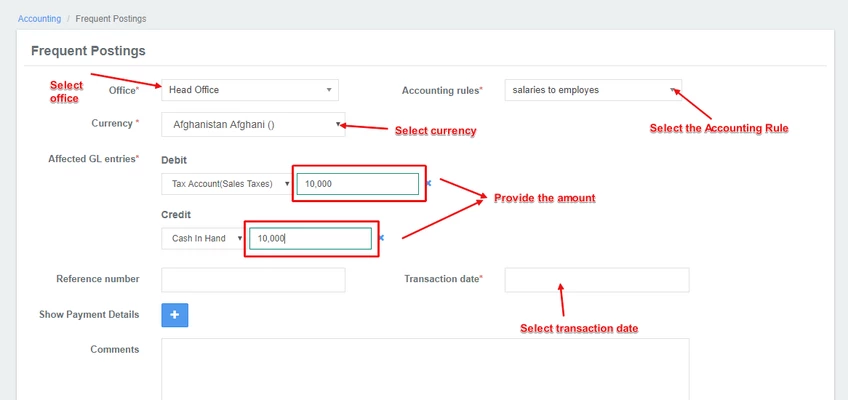 Accounting / Frequent Postings
Frequent Postings
Select office
Office* Head Office
Accounting rules* salaries to employes
Select the Accounting Rule
Currency * Afghanistan Afghani ()
Select currency
Affected GL entries* Debit
Tax Account(Sales Taxes) 10,000 ×
Provide the amount
Credit
Cash In Hand 10,000 ×
Reference number
Transaction date*
Show Payment Details +
Select transaction date
Comments